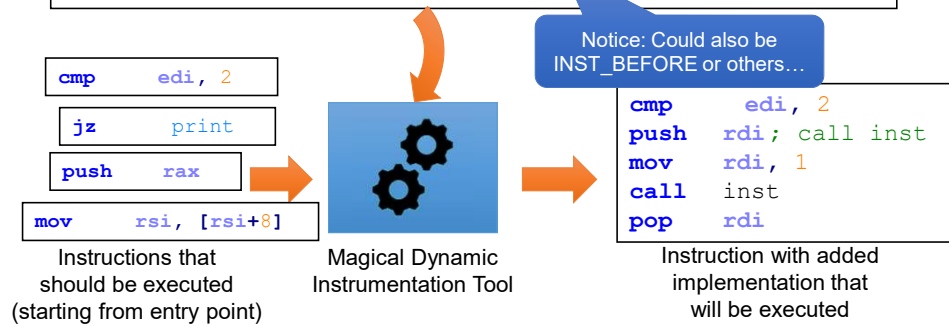 Notice: Could also be
INST_BEFORE or others…
cmp edi, 2
jz print
push rax
mov rsi, [rsi+8]
Instructions that
should be executed
(starting from entry point)
Magical Dynamic
Instrumentation Tool
cmp edi, 2
push rdi; call inst
mov rdi, 1
call inst
pop rdi
Instruction with added
implementation that
will be executed